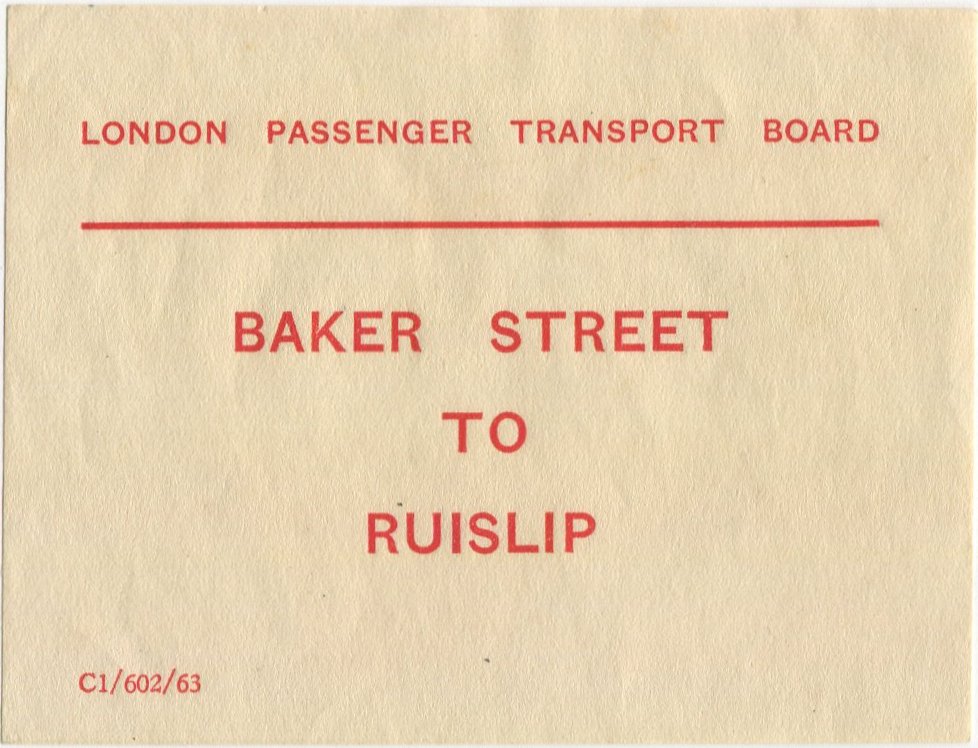 LONDON PASSENGER TRANSPORT BOARD
BAKER STREET
TO
RUISLIP
C1/602/63